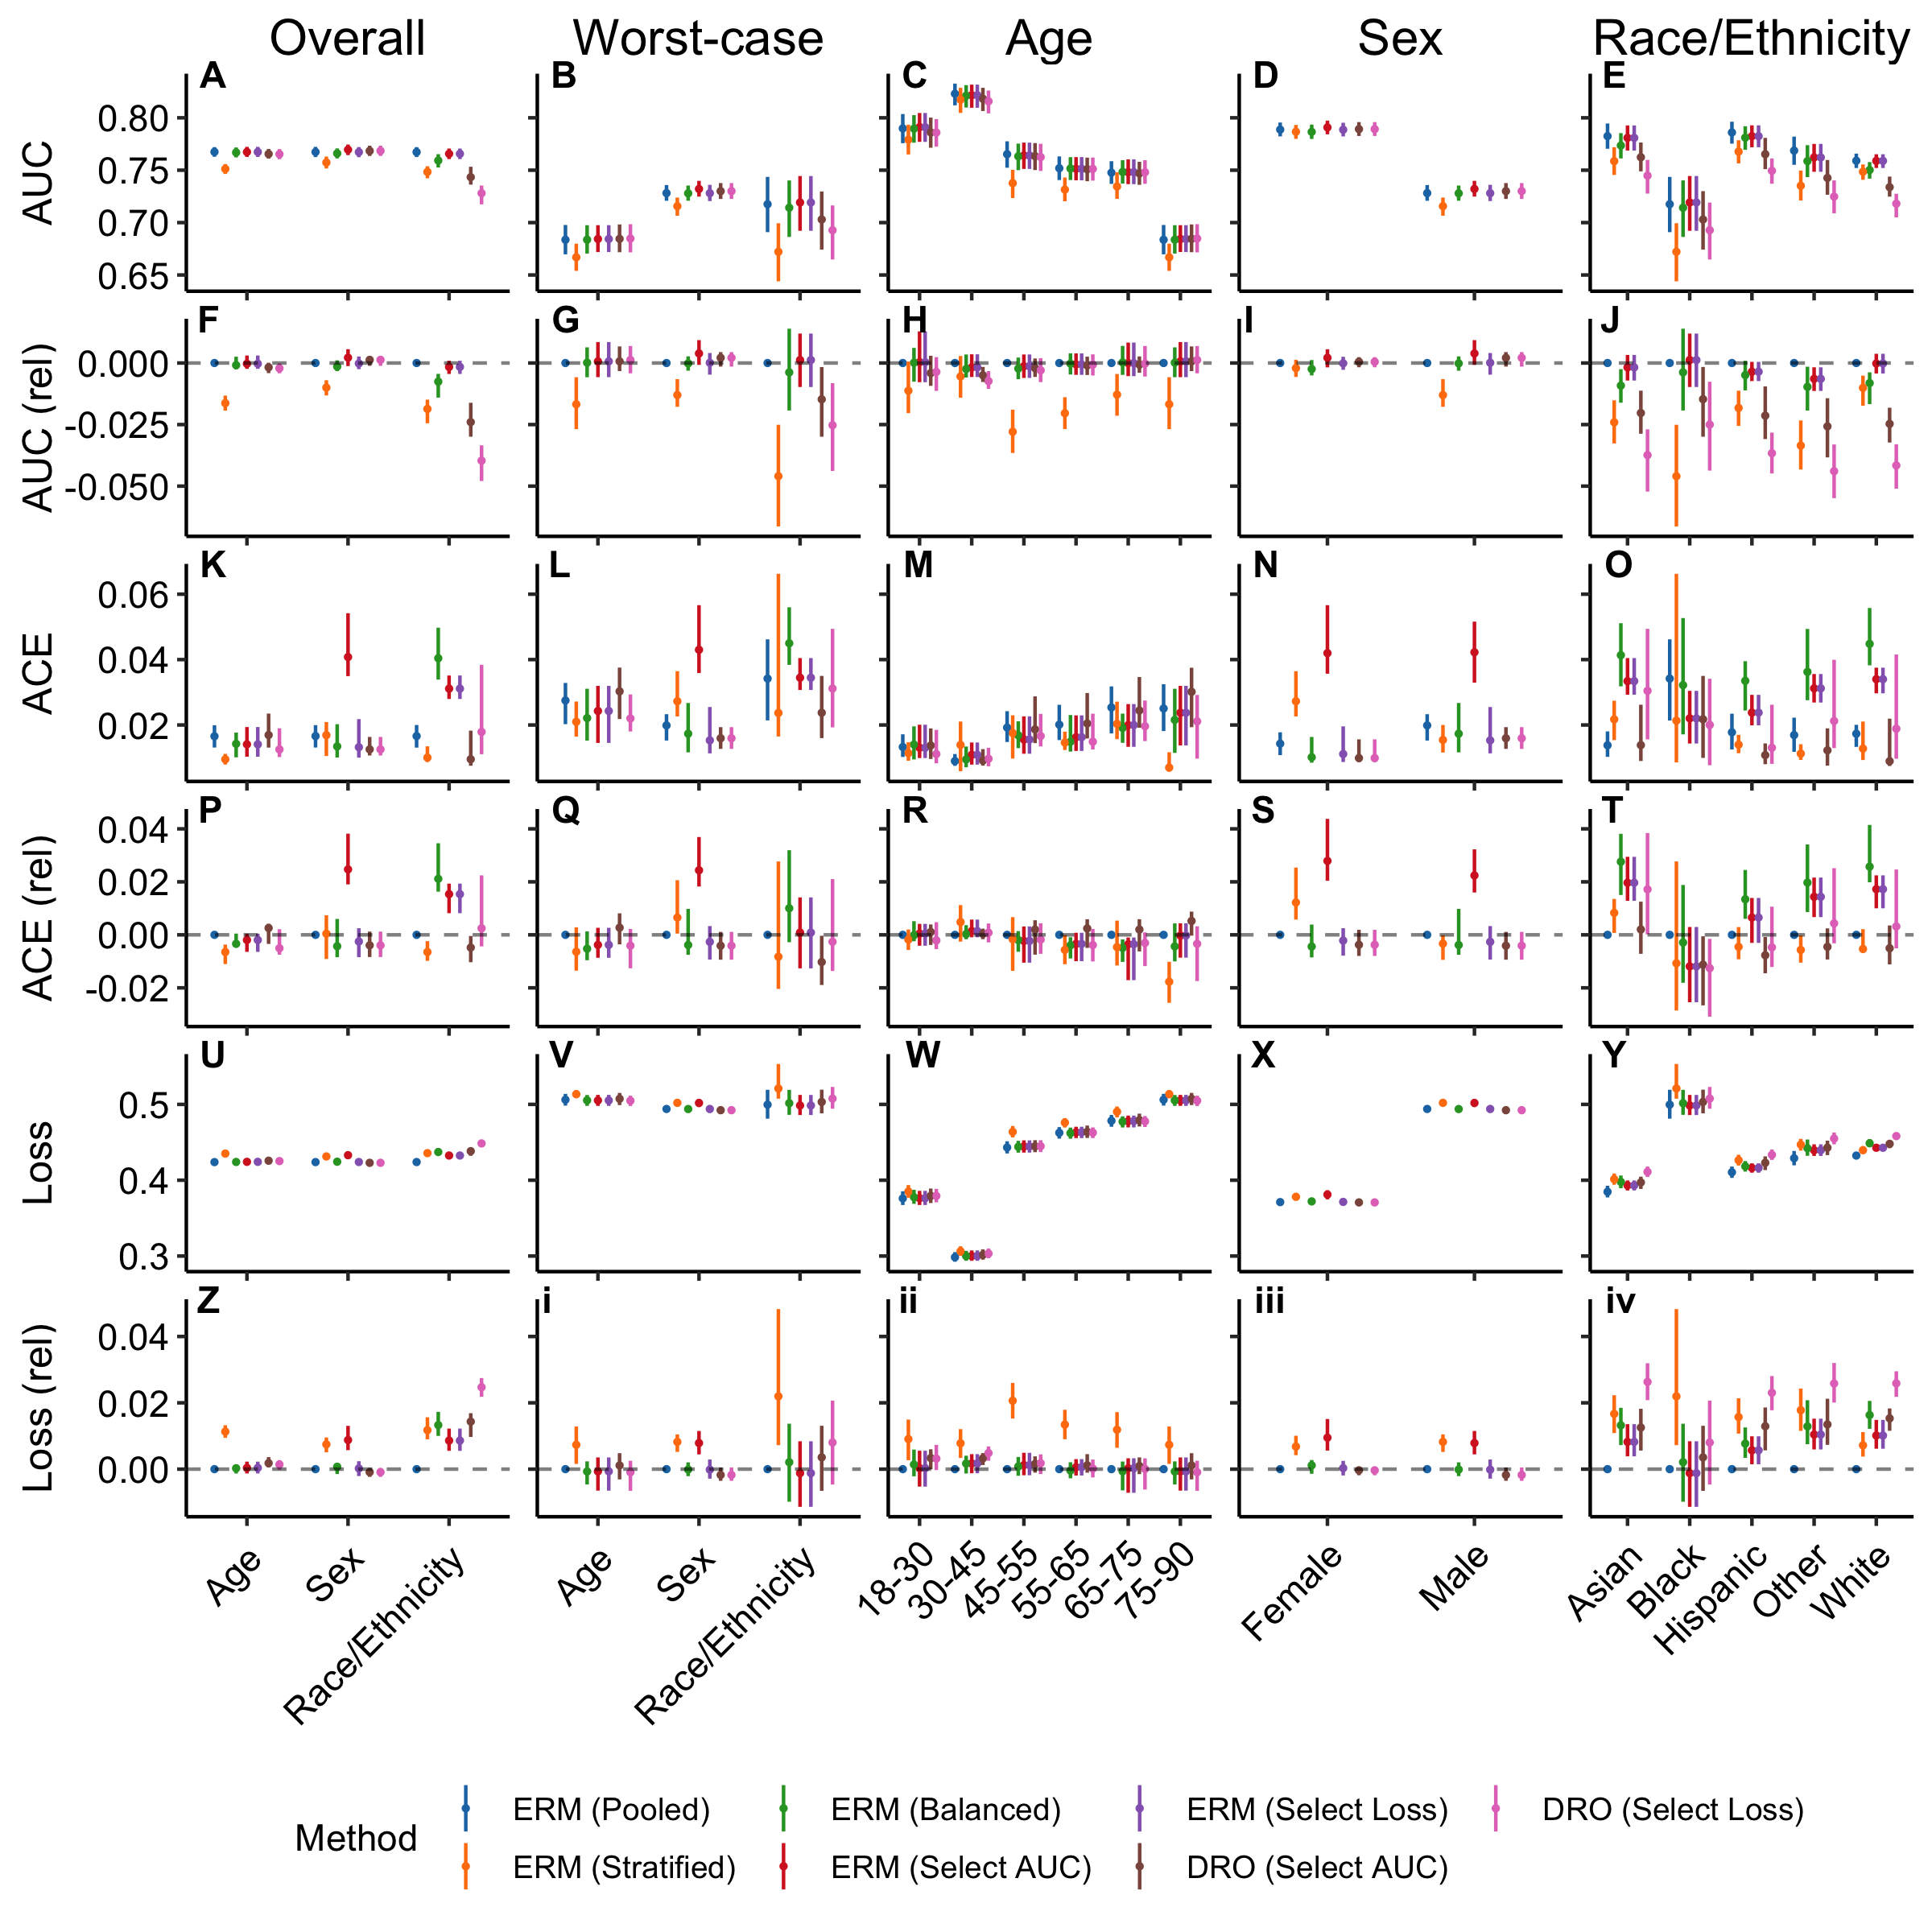 Overall Worst-case Age Sex Race/Ethnicity
A B C D E
AUC
0.80
0.75
0.70
0.65
F G H I J
AUC (rel)
0.000
-0.025
-0.050
K L M N O
ACE
0.06
0.04
0.02
P Q R S T
ACE (rel)
0.04
0.02
0.00
-0.02
U V W X Y
Loss
0.5
0.4
0.3
Z i ii iii iv
Loss (rel)
0.04
0.02
0.00
Age Sex Race/Ethnicity Age Sex Race/Ethnicity 18-30 30-45 45-55 55-65 65-75 75-90 Female Male Asian Black Hispanic Other White
Method
ERM (Pooled) ERM (Balanced) ERM (Select Loss) DRO (Select Loss)
ERM (Stratified) ERM (Select AUC) DRO (Select AUC)